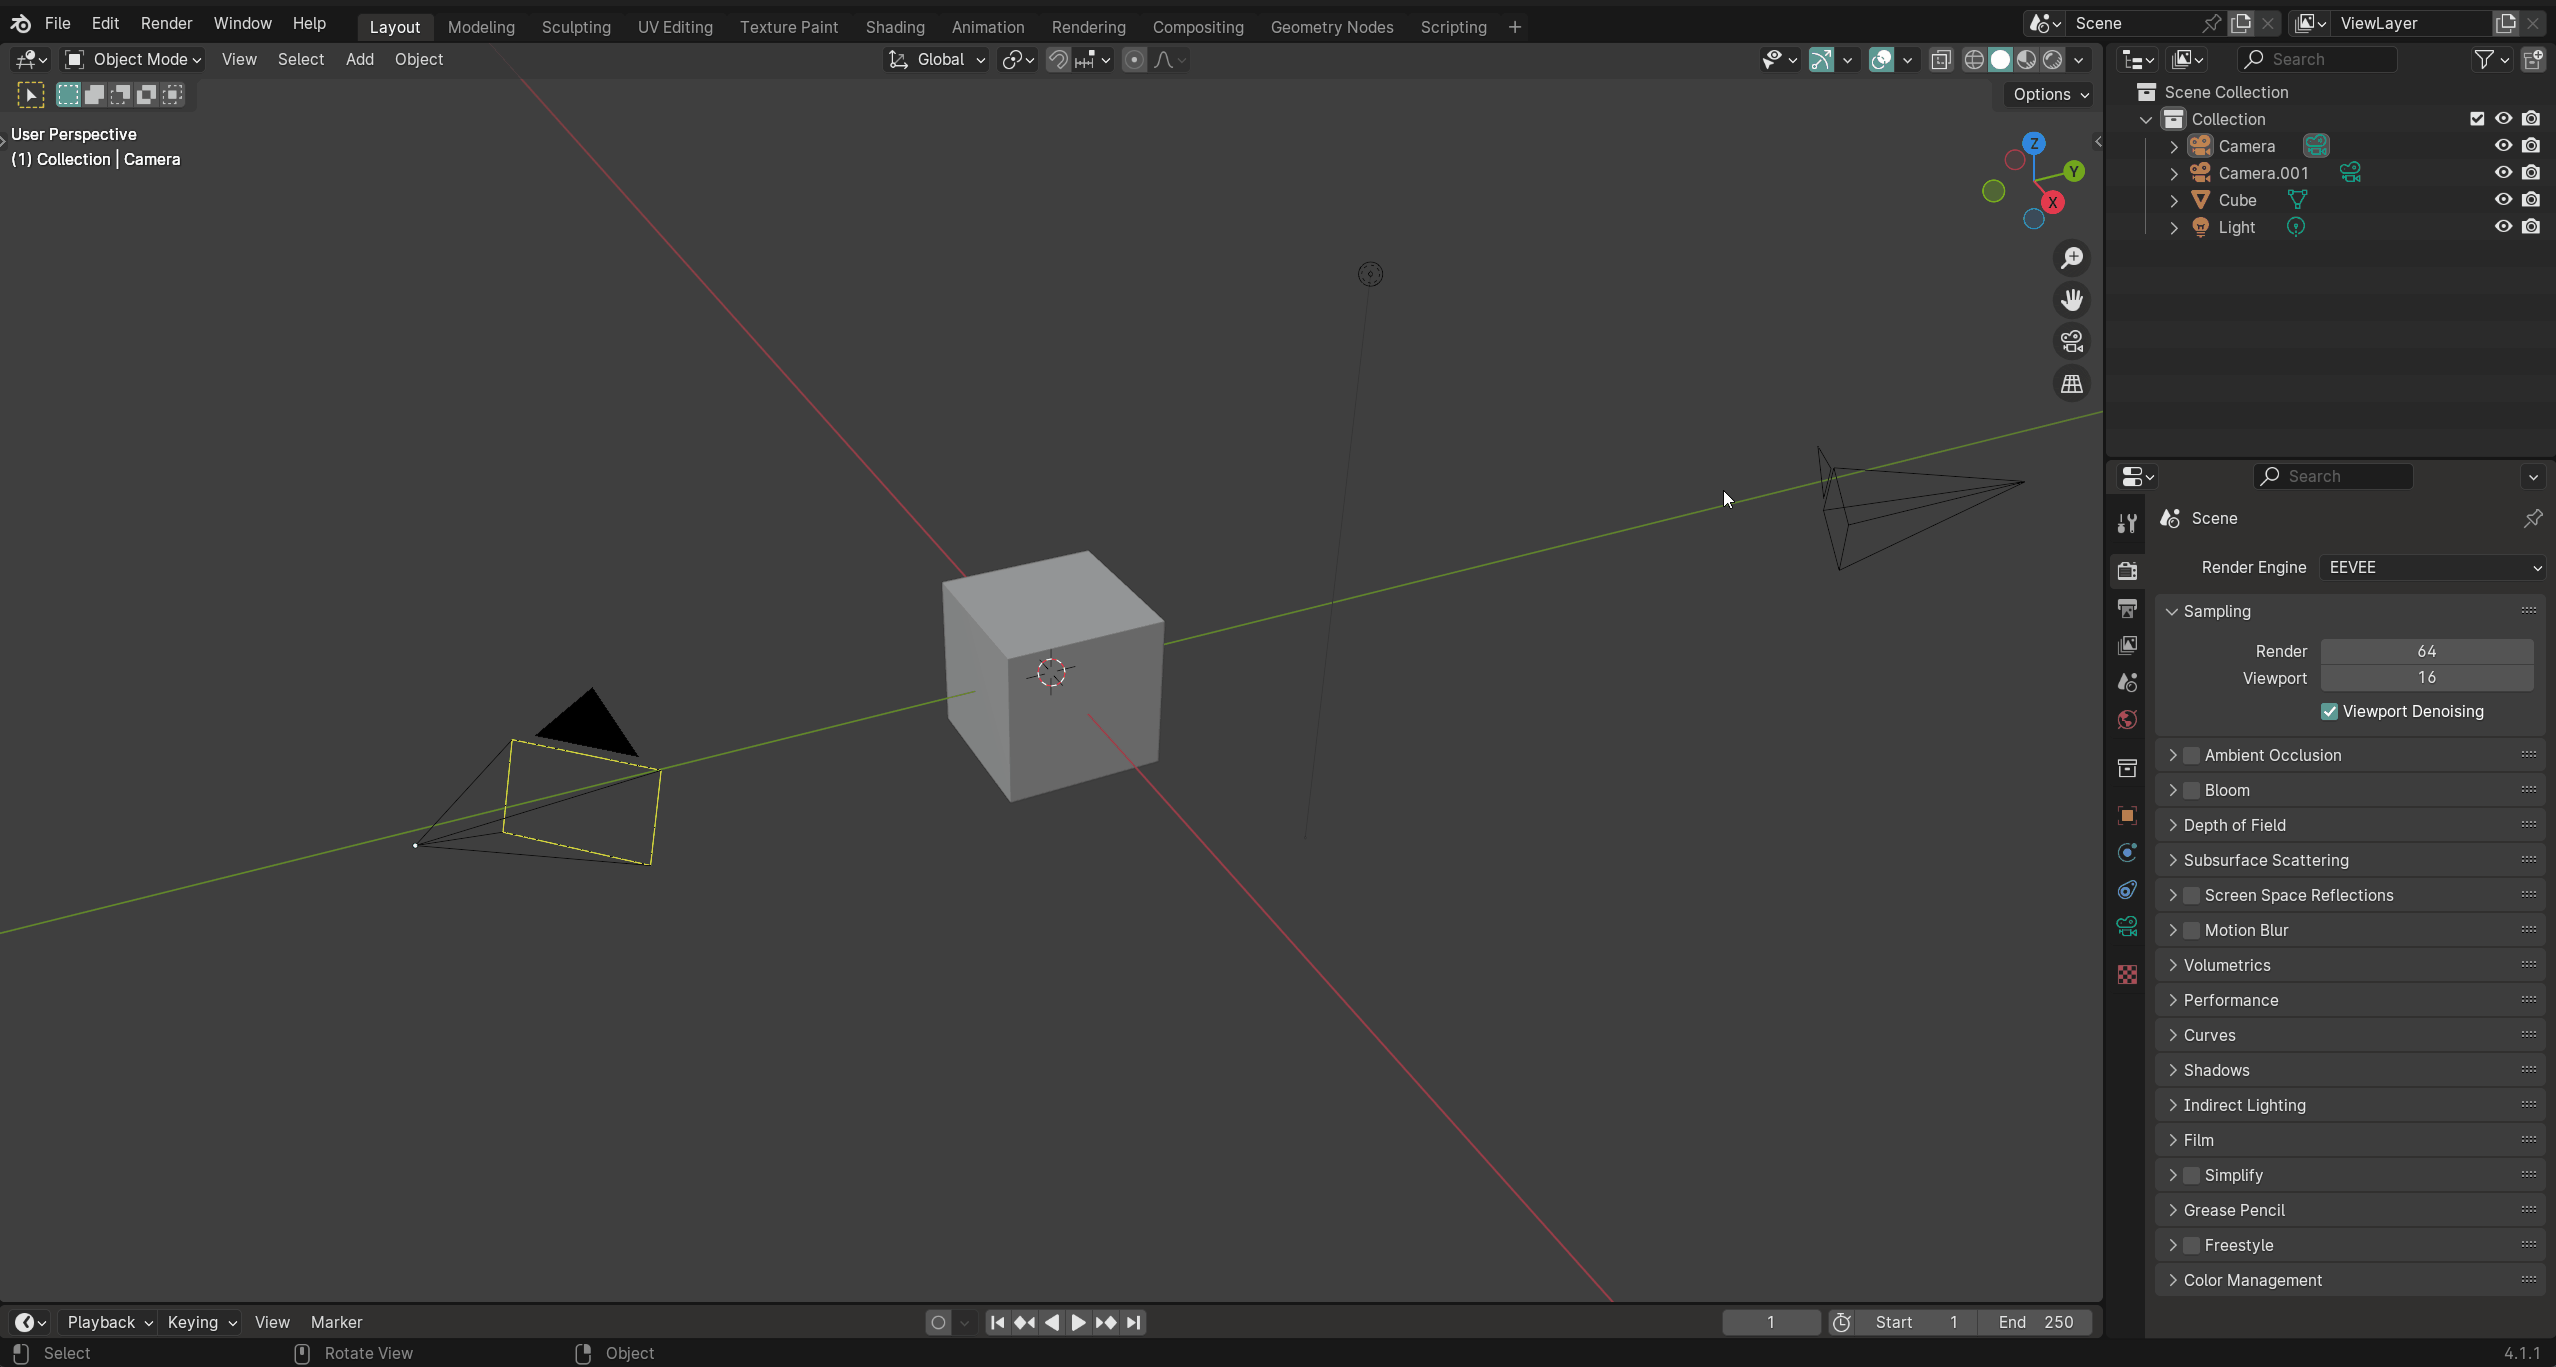 File Edit Render Window Help Layout Modeling Sculpting UV Editing Texture Paint Shading Animation Rendering Compositing Geometry Nodes Scripting + Scene ViewLayer
Object Mode View Select Add Object Global Search
Options
User Perspective
(1) Collection | Camera
Z
Y
X
Scene Collection
Collection
Camera
Camera.001
Cube
Light
Search
Scene
Render Engine EEVEE
Sampling
Render 64
Viewport 16
Viewport Denoising
Ambient Occlusion
Bloom
Depth of Field
Subsurface Scattering
Screen Space Reflections
Motion Blur
Volumetrics
Performance
Curves
Shadows
Indirect Lighting
Film
Simplify
Grease Pencil
Freestyle
Color Management
Playback Keying View Marker 1 Start 1 End 250
Select Rotate View Object 4.1.1